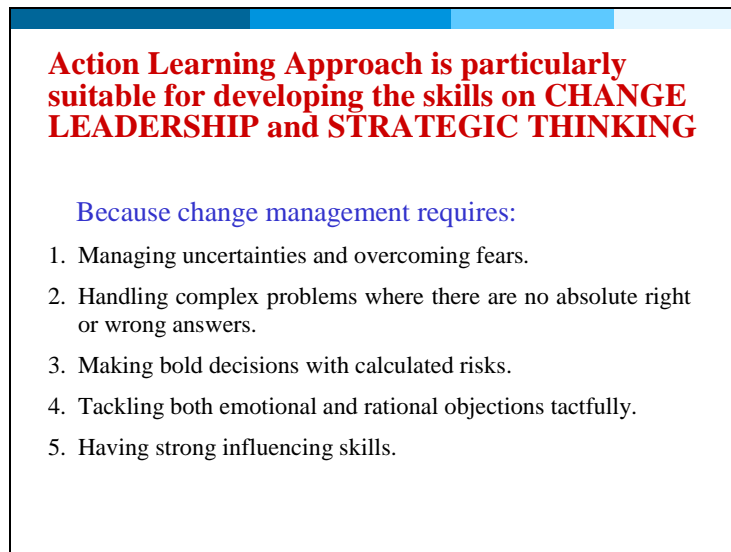 Action Learning Approach is particularly
suitable for developing the skills on CHANGE
LEADERSHIP and STRATEGIC THINKING
Because change management requires:
1. Managing uncertainties and overcoming fears.
2. Handling complex problems where there are no absolute right
or wrong answers.
3. Making bold decisions with calculated risks.
4. Tackling both emotional and rational objections tactfully.
5. Having strong influencing skills.